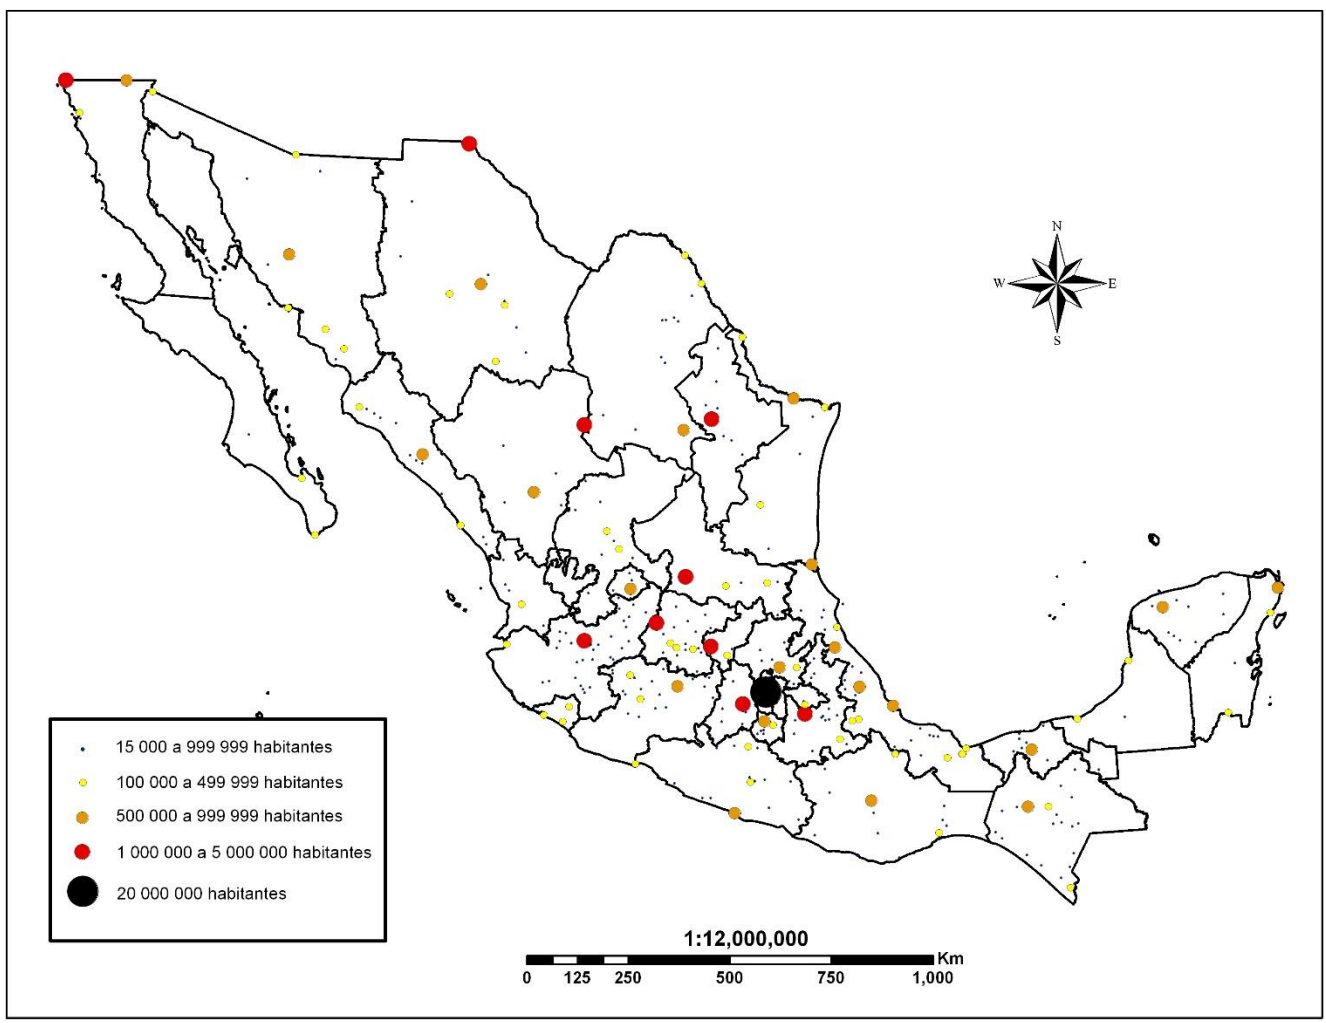 N
W E
S
15 000 a 999 999 habitantes
100 000 a 499 999 habitantes
500 000 a 999 999 habitantes
1 000 000 a 5 000 000 habitantes
20 000 000 habitantes
1:12,000,000
Km
0 125 250 500 750 1,000